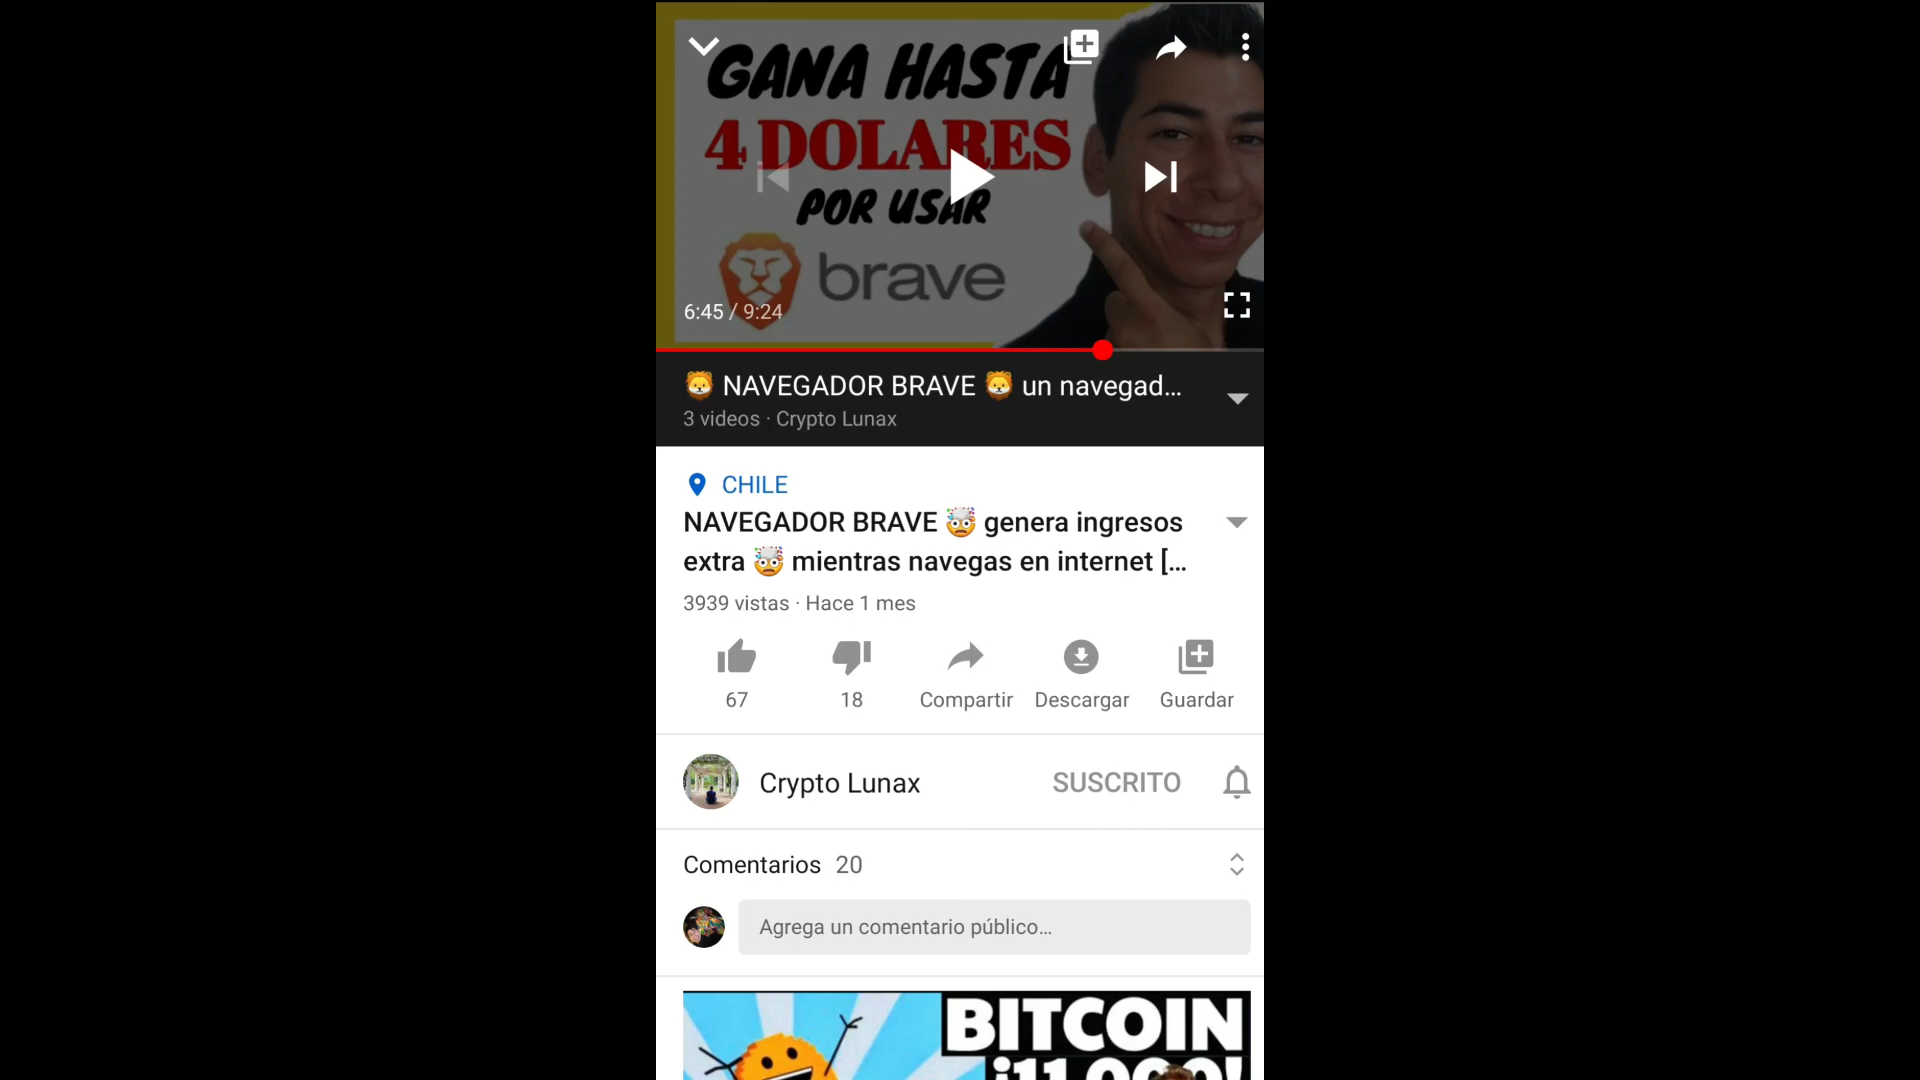 GANA HASTA
4 DOLARES
POR USAR
brave
6:45 / 9:24
🦁 NAVEGADOR BRAVE 🦁 un navegad...
3 videos · Crypto Lunax
CHILE
NAVEGADOR BRAVE 🤯 genera ingresos
extra 🤯 mientras navegas en internet [...
3939 vistas · Hace 1 mes
67
18
Compartir
Descargar
Guardar
Crypto Lunax
SUSCRITO
Comentarios 20
Agrega un comentario público...
BITCOIN
¡11.000!